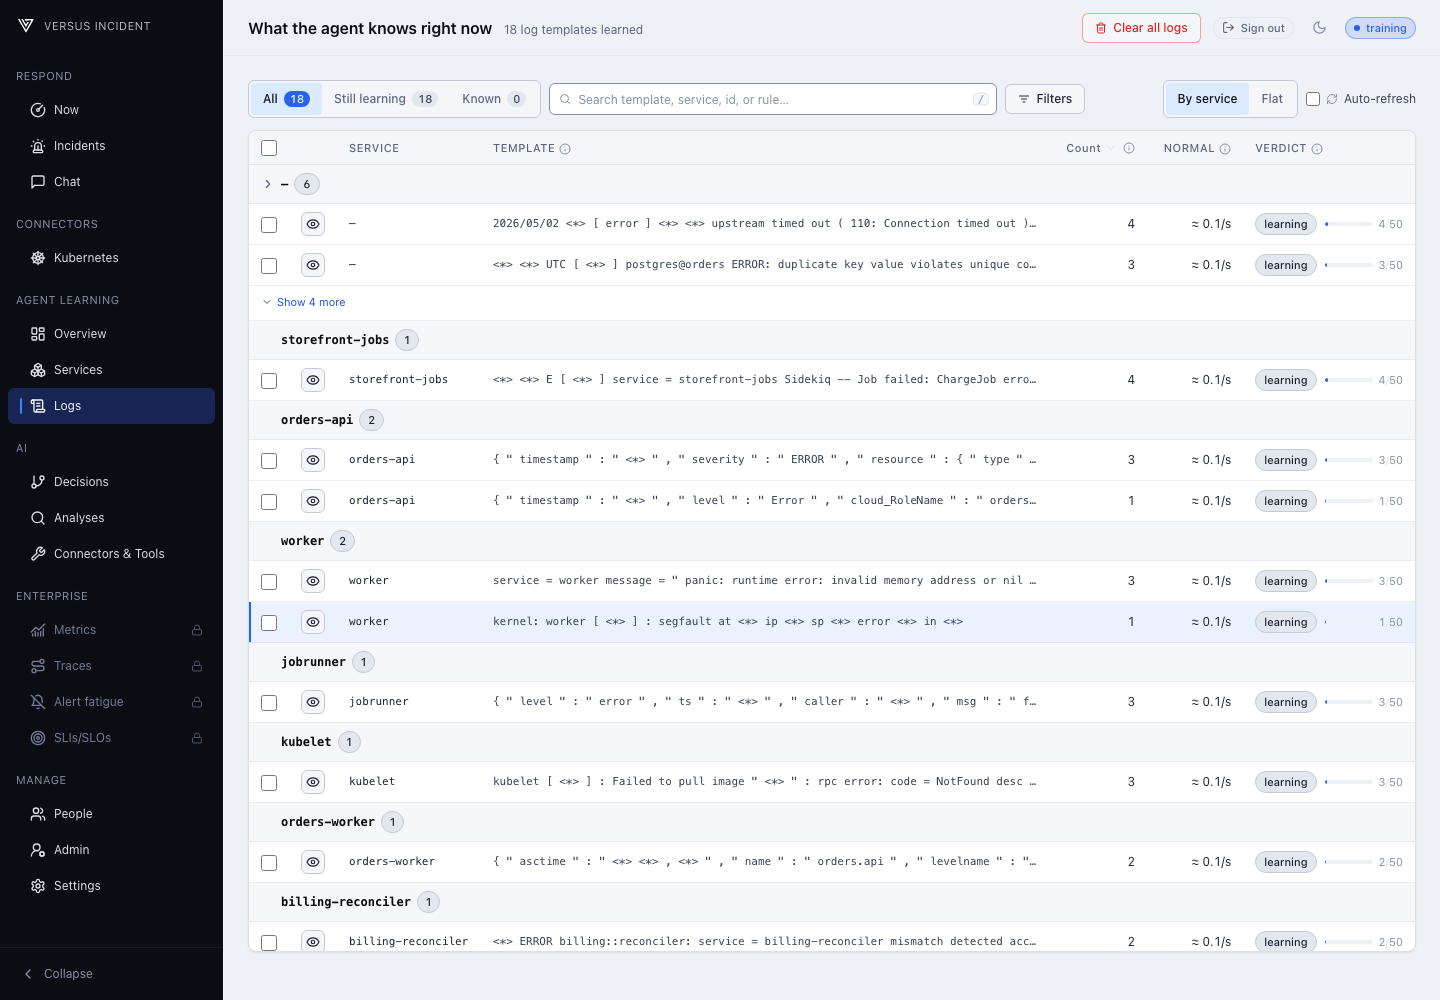 VERSUS INCIDENT
RESPOND
Now
Incidents
Chat
CONNECTORS
Kubernetes
AGENT LEARNING
Overview
Services
Logs
AI
Decisions
Analyses
Connectors & Tools
ENTERPRISE
Metrics
Traces
Alert fatigue
SLIs/SLOs
MANAGE
People
Admin
Settings
Collapse
What the agent knows right now 18 log templates learned Clear all logs Sign out training
All 18 Still learning 18 Known 0 Search template, service, id, or rule... / Filters By service Flat Auto-refresh
SERVICE TEMPLATE Count NORMAL VERDICT
— 6
— 2026/05/02 <*> [ error ] <*> <*> upstream timed out ( 110: Connection timed out )… 4 ≈ 0.1/s learning 4/50
— <*> <*> UTC [ <*> ] postgres@orders ERROR: duplicate key value violates unique co… 3 ≈ 0.1/s learning 3/50
Show 4 more
storefront-jobs 1
storefront-jobs <*> <*> E [ <*> ] service = storefront-jobs Sidekiq -- Job failed: ChargeJob erro… 4 ≈ 0.1/s learning 4/50
orders-api 2
orders-api { " timestamp " : " <*> " , " severity " : " ERROR " , " resource " : { " type " … 3 ≈ 0.1/s learning 3/50
orders-api { " timestamp " : " <*> " , " level " : " Error " , " cloud_RoleName " : " orders… 1 ≈ 0.1/s learning 1/50
worker 2
worker service = worker message = " panic: runtime error: invalid memory address or nil … 3 ≈ 0.1/s learning 3/50
worker kernel: worker [ <*> ] : segfault at <*> ip <*> sp <*> error <*> in <*> 1 ≈ 0.1/s learning 1/50
jobrunner 1
jobrunner { " level " : " error " , " ts " : " <*> " , " caller " : " <*> " , " msg " : " f… 3 ≈ 0.1/s learning 3/50
kubelet 1
kubelet kubelet [ <*> ] : Failed to pull image " <*> " : rpc error: code = NotFound desc … 3 ≈ 0.1/s learning 3/50
orders-worker 1
orders-worker { " asctime " : " <*> <*> , <*> " , " name " : " orders.api " , " levelname " : "… 2 ≈ 0.1/s learning 2/50
billing-reconciler 1
billing-reconciler <*> ERROR billing::reconciler: service = billing-reconciler mismatch detected acc… 2 ≈ 0.1/s learning 2/50